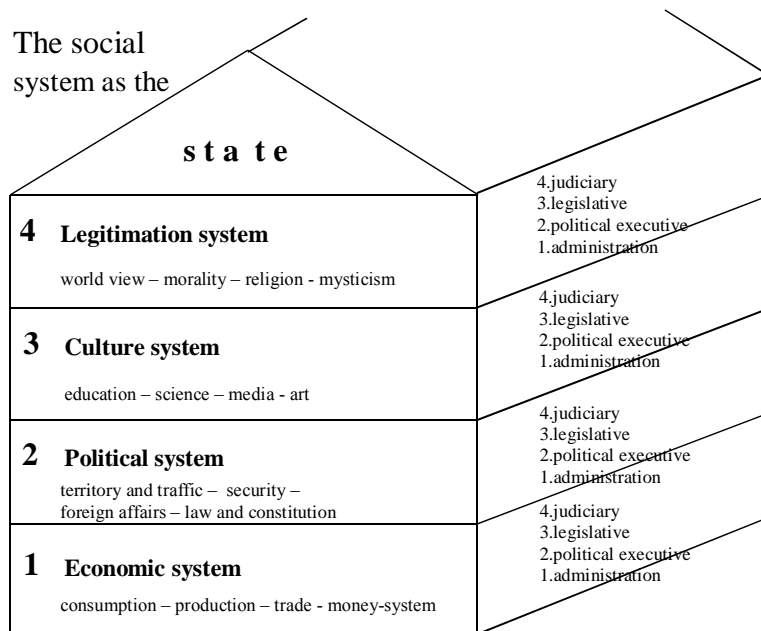 The social
system as the
s t a t e
4 Legitimation system
world view – morality – religion - mysticism
4.judiciary
3.legislative
2.political executive
1.administration
3 Culture system
education – science – media - art
4.judiciary
3.legislative
2.political executive
1.administration
2 Political system
territory and traffic – security –
foreign affairs – law and constitution
4.judiciary
3.legislative
2.political executive
1.administration
1 Economic system
consumption – production – trade - money-system
4.judiciary
3.legislative
2.political executive
1.administration